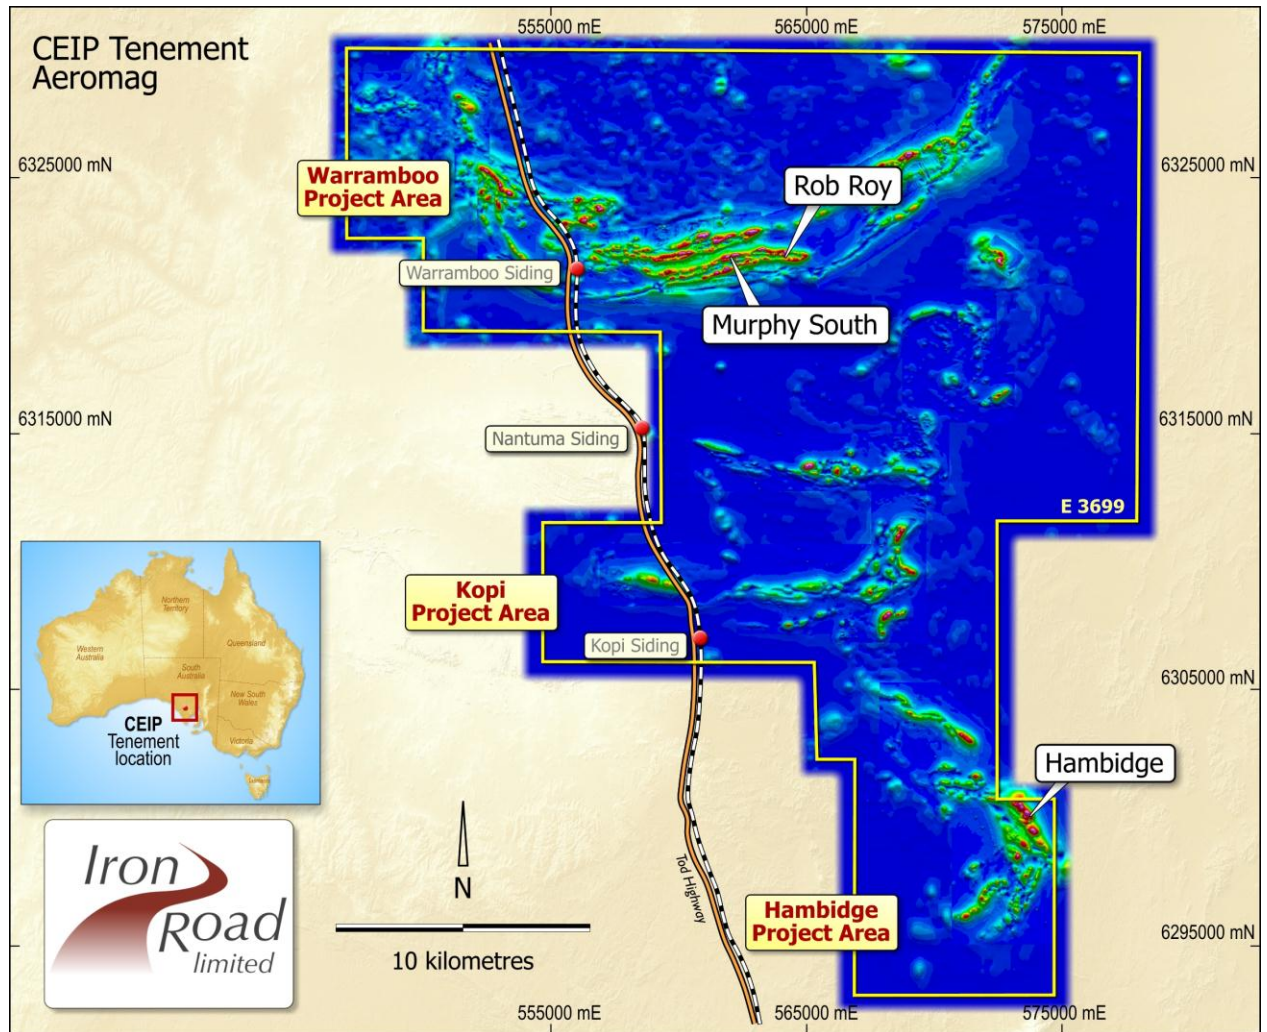 CEIP Tenement
Aeromag
555000 mE
565000 mE
575000 mE
6325000 mN
6325000 mN
Warramboo
Project Area
Rob Roy
Warramboo Siding
Murphy South
6315000 mN
6315000 mN
Nantuma Siding
E 3699
Kopi
Project Area
Kopi Siding
Northern
Territory
Western
Australia
Queensland
South
Australia
New South
Wales
Victoria
Tasmania
CEIP
Tenement
location
6305000 mN
Hambidge
Iron
Road
limited
N
10 kilometres
Tod Highway
Hambidge
Project Area
6295000 mN
555000 mE
565000 mE
575000 mE